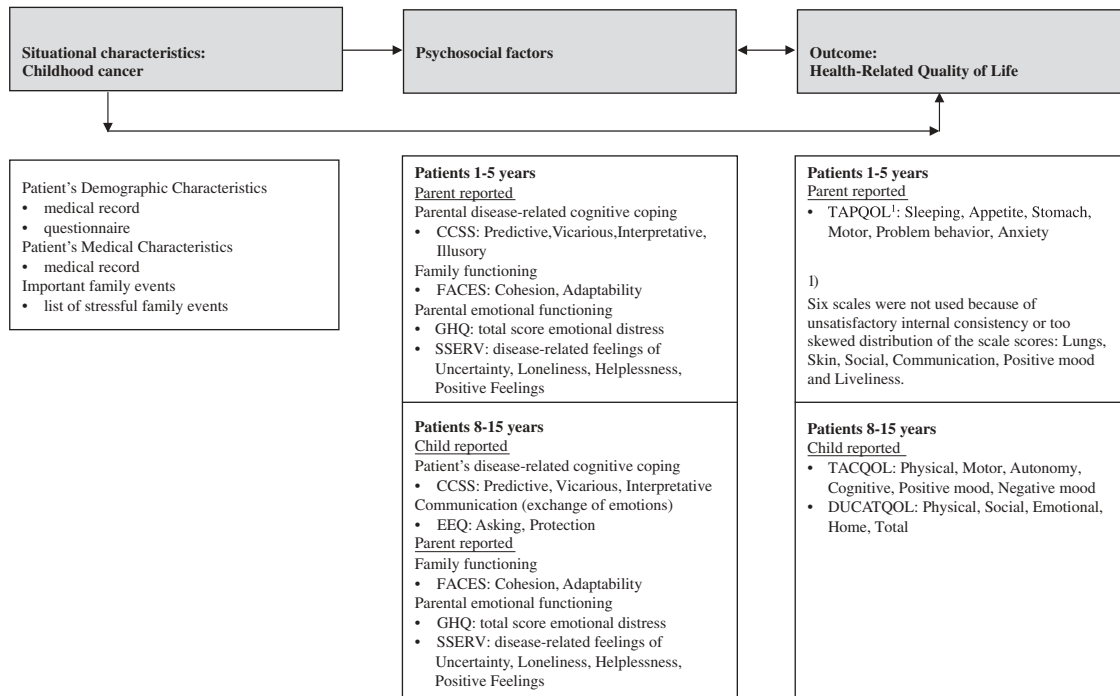 Situational characteristics:
Childhood cancer
Psychosocial factors
Outcome:
Health-Related Quality of Life
Patient's Demographic Characteristics
• medical record
• questionnaire
Patient's Medical Characteristics
• medical record
Important family events
• list of stressful family events
Patients 1-5 years
Parent reported
Parental disease-related cognitive coping
• CCSS: Predictive,Vicarious,Interpretative,
Illusory
Family functioning
• FACES: Cohesion, Adaptability
Parental emotional functioning
• GHQ: total score emotional distress
• SSERV: disease-related feelings of
Uncertainty, Loneliness, Helplessness,
Positive Feelings
Patients 8-15 years
Child reported
Patient's disease-related cognitive coping
• CCSS: Predictive, Vicarious, Interpretative
Communication (exchange of emotions)
• EEQ: Asking, Protection
Parent reported
Family functioning
• FACES: Cohesion, Adaptability
Parental emotional functioning
• GHQ: total score emotional distress
• SSERV: disease-related feelings of
Uncertainty, Loneliness, Helplessness,
Positive Feelings
Patients 1-5 years
Parent reported
• TAPQOL¹: Sleeping, Appetite, Stomach,
Motor, Problem behavior, Anxiety
1)
Six scales were not used because of
unsatisfactory internal consistency or too
skewed distribution of the scale scores: Lungs,
Skin, Social, Communication, Positive mood
and Liveliness.
Patients 8-15 years
Child reported
• TACQOL: Physical, Motor, Autonomy,
Cognitive, Positive mood, Negative mood
• DUCATQOL: Physical, Social, Emotional,
Home, Total